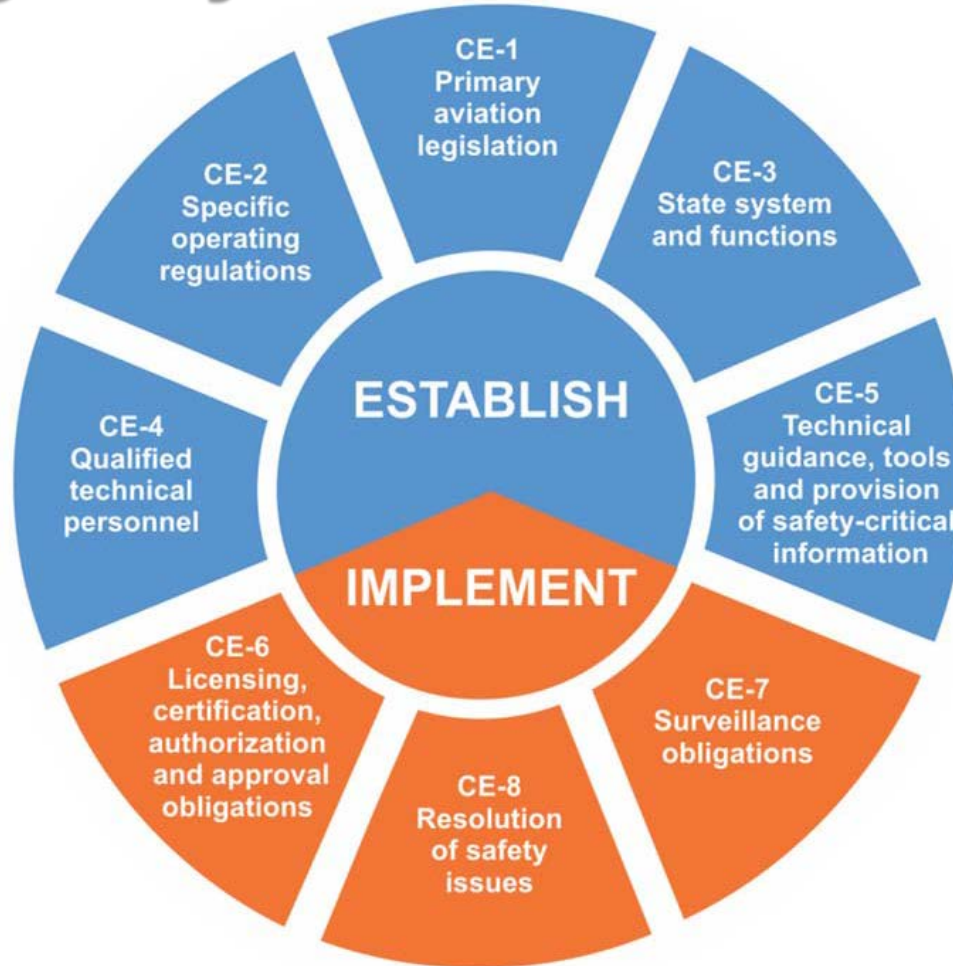 CE-1
Primary
aviation
legislation
CE-2
Specific
operating
regulations
CE-3
State system
and functions
ESTABLISH
CE-4
Qualified
technical
personnel
CE-5
Technical
guidance, tools
and provision
of safety-critical
information
IMPLEMENT
CE-6
Licensing,
certification,
authorization
and approval
obligations
CE-7
Surveillance
obligations
CE-8
Resolution
of safety
issues